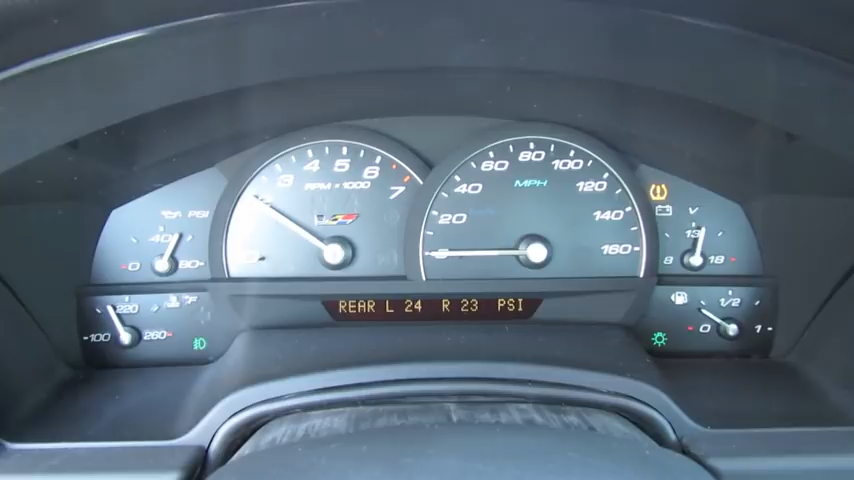 3 4 5 6 7
RPM x 1000
20 40 60 80 100 120 140 160
MPH
PSI
0 40 80
F
100 220 260
V
8 13 18
0 1/2 1
REAR L 24 R 23 PSI